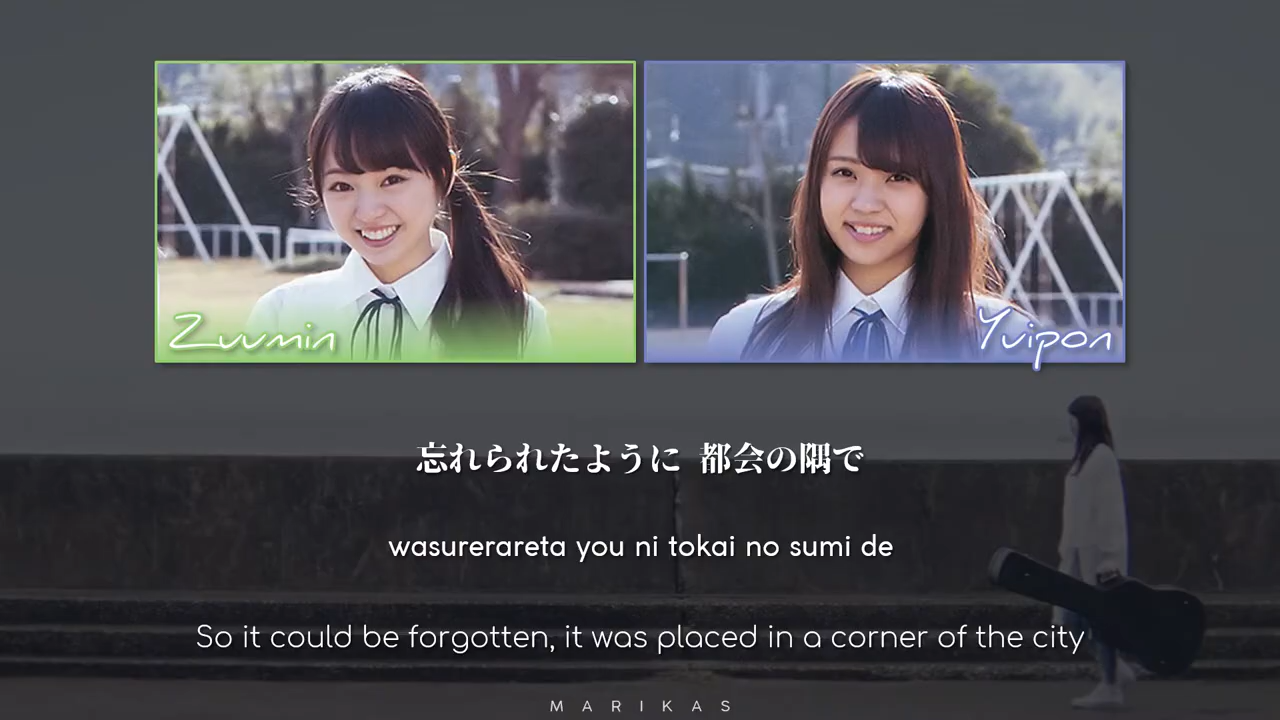 Zuumin
Yuipon
忘れられたように 都会の隅で
wasurerareta you ni tokai no sumi de
So it could be forgotten, it was placed in a corner of the city
MARIKAS